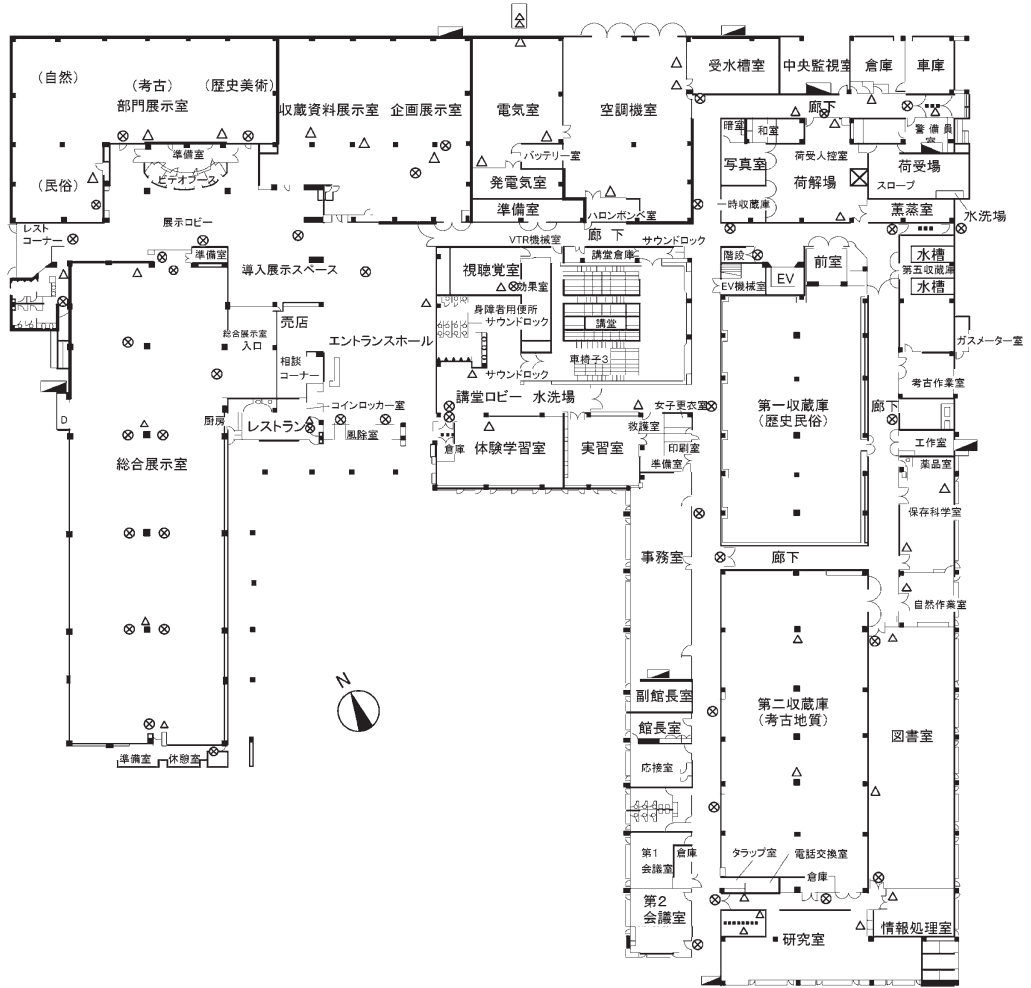 （自然）
（考古）
（歴史美術）
部門展示室
収蔵資料展示室
企画展示室
電気室
空調機室
受水槽室
中央監視室
倉庫
車庫
廊下
準備室
ビデオブース
（民俗）
バッテリー室
発電気室
準備室
ハロンボンベ室
暗室
和室
写真室
荷受人控室
荷解場
一時収蔵庫
警備員
室
荷受場
スロープ
薫蒸室
水洗場
展示ロビー
レスト
コーナー
準備室
導入展示スペース
VTR機械室
廊下
サウンドロック
講堂倉庫
視聴覚室
効果室
身障者用便所
サウンドロック
講堂
車椅子3
サウンドロック
階段
EV機械室
EV
前室
水槽
第五収蔵庫
水槽
ガスメーター室
売店
総合展示室
入口
エントランスホール
相談
コーナー
コインロッカー室
厨房
レストラン
風除室
講堂ロビー
水洗場
倉庫
体験学習室
実習室
女子更衣室
救護室
印刷室
準備室
第一収蔵庫
（歴史民俗）
廊下
考古作業室
工作室
薬品室
保存科学室
総合展示室
事務室
廊下
自然作業室
N
副館長室
館長室
応接室
第二収蔵庫
（考古地質）
図書室
準備室
休憩室
D
第1
会議室
倉庫
第2
会議室
タラップ室
電話交換室
倉庫
情報処理室
研究室